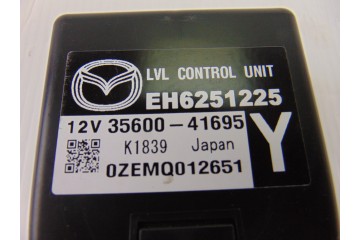 LVL CONTROL UNIT
EH6251225
12V 35600-41695
Y
K1839 Japan
0ZEMQ012651